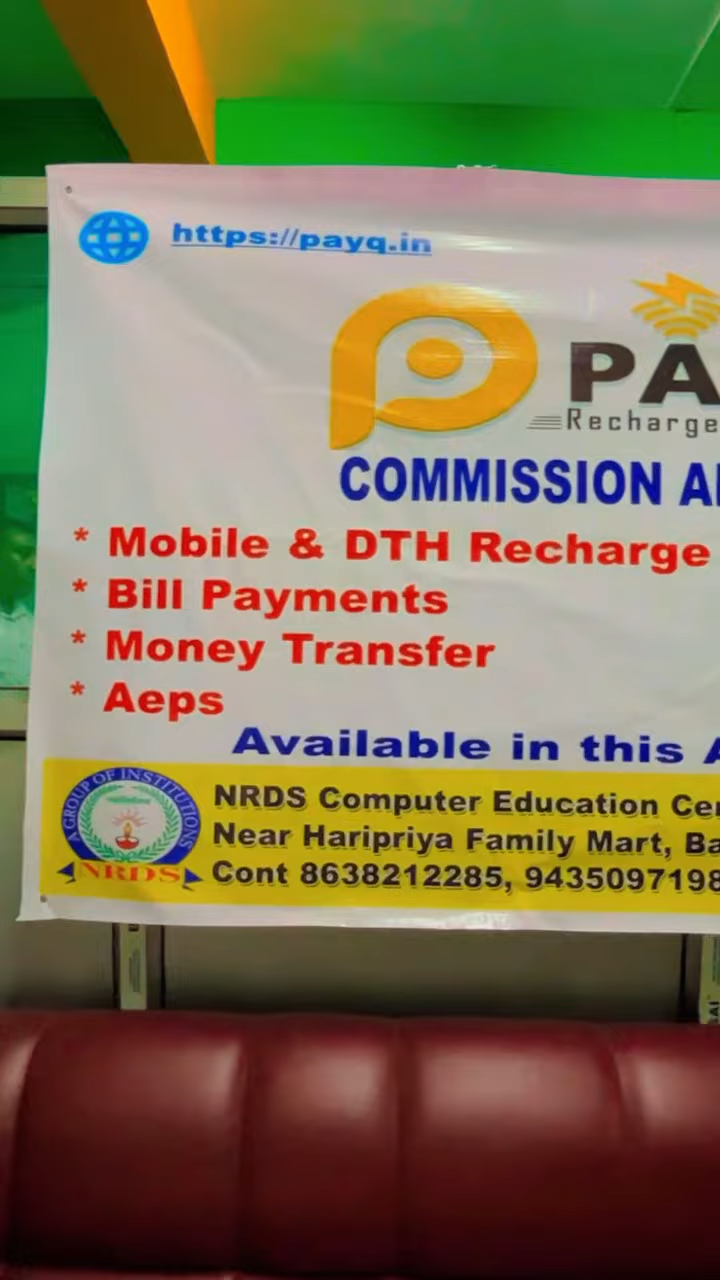 https://payq.in
PA
Recharge
COMMISSION A
* Mobile & DTH Recharge
* Bill Payments
* Money Transfer
* Aeps
Available in this A
A GROUP OF INSTITUTIONS
NRDS
NRDS Computer Education Ce
Near Haripriya Family Mart, Ba
Cont 8638212285, 9435097198